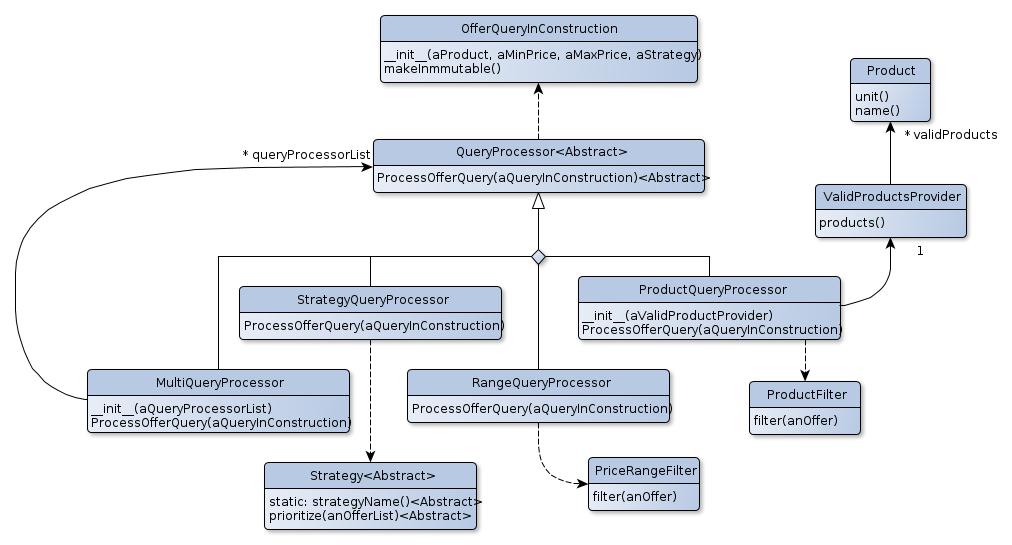 OfferQueryInConstruction
__init__(aProduct, aMinPrice, aMaxPrice, aStrategy)
makeInmmutable()
Product
unit()
name()
* validProducts
* queryProcessorList
QueryProcessor<Abstract>
ProcessOfferQuery(aQueryInConstruction)<Abstract>
ValidProductsProvider
products()
1
StrategyQueryProcessor
ProcessOfferQuery(aQueryInConstruction)
ProductQueryProcessor
__init__(aValidProductProvider)
ProcessOfferQuery(aQueryInConstruction)
MultiQueryProcessor
__init__(aQueryProcessorList)
ProcessOfferQuery(aQueryInConstruction)
RangeQueryProcessor
ProcessOfferQuery(aQueryInConstruction)
ProductFilter
filter(anOffer)
Strategy<Abstract>
static: strategyName()<Abstract>
prioritize(anOfferList)<Abstract>
PriceRangeFilter
filter(anOffer)